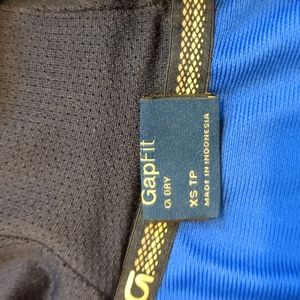 GapFit
G DRY
XS TP
MADE IN INDONESIA
G